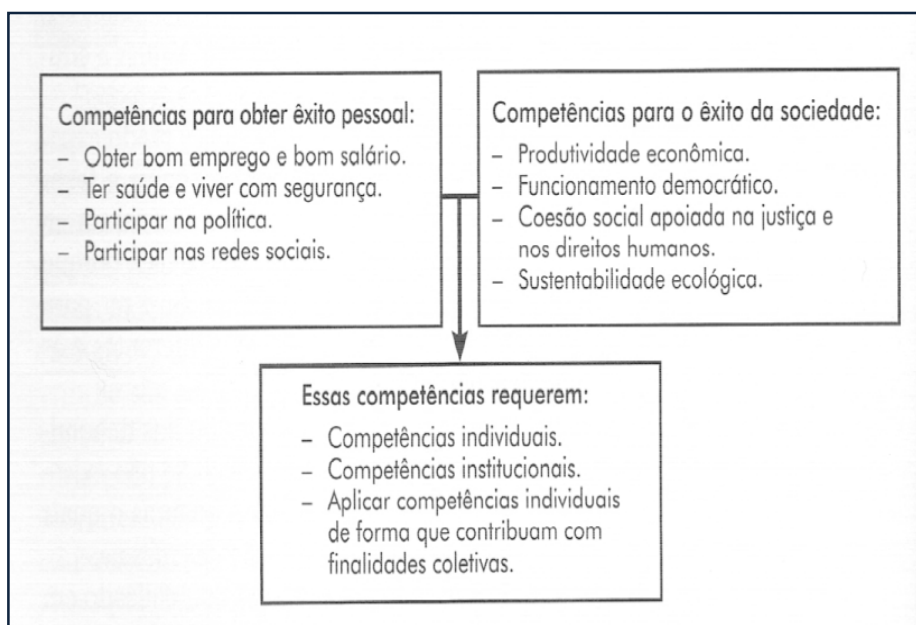 Competências para obter êxito pessoal:
– Obter bom emprego e bom salário.
– Ter saúde e viver com segurança.
– Participar na política.
– Participar nas redes sociais.
Competências para o êxito da sociedade:
– Produtividade econômica.
– Funcionamento democrático.
– Coesão social apoiada na justiça e
nos direitos humanos.
– Sustentabilidade ecológica.
Essas competências requerem:
– Competências individuais.
– Competências institucionais.
– Aplicar competências individuais
de forma que contribuam com
finalidades coletivas.